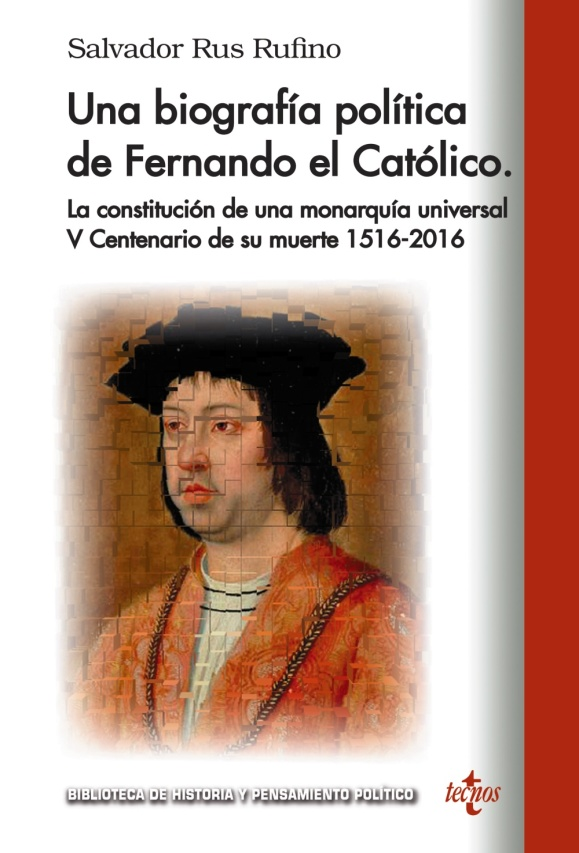 Salvador Rus Rufino
Una biografía política
de Fernando el Católico.
La constitución de una monarquía universal
V Centenario de su muerte 1516-2016
BIBLIOTECA DE HISTORIA Y PENSAMIENTO POLÍTICO
tecnos